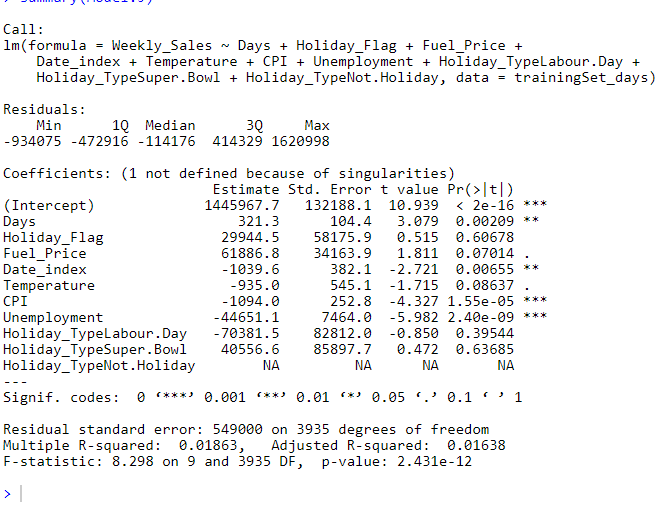 > summary(Model.9)
Call:
lm(formula = Weekly_Sales ~ Days + Holiday_Flag + Fuel_Price +
    Date_index + Temperature + CPI + Unemployment + Holiday_TypeLabour.Day +
    Holiday_TypeSuper.Bowl + Holiday_TypeNot.Holiday, data = trainingSet_days)
Residuals:
    Min      1Q  Median      3Q     Max
-934075 -472916 -114176  414329 1620998
Coefficients: (1 not defined because of singularities)
                         Estimate Std. Error t value Pr(>|t|)
(Intercept)             1445967.7   132188.1  10.939  < 2e-16 ***
Days                        321.3      104.4   3.079  0.00209 **
Holiday_Flag              29944.5    58175.9   0.515  0.60678
Fuel_Price                61886.8    34163.9   1.811  0.07014 .
Date_index                -1039.6      382.1  -2.721  0.00655 **
Temperature                -935.0      545.1  -1.715  0.08637 .
CPI                       -1094.0      252.8  -4.327 1.55e-05 ***
Unemployment             -44651.1     7464.0  -5.982 2.40e-09 ***
Holiday_TypeLabour.Day   -70381.5    82812.0  -0.850  0.39544
Holiday_TypeSuper.Bowl    40556.6    85897.7   0.472  0.63685
Holiday_TypeNot.Holiday        NA         NA      NA       NA
---
Signif. codes:  0 ‘***’ 0.001 ‘**’ 0.01 ‘*’ 0.05 ‘.’ 0.1 ‘ ’ 1
Residual standard error: 549000 on 3935 degrees of freedom
Multiple R-squared:  0.01863,	Adjusted R-squared:  0.01638
F-statistic: 8.298 on 9 and 3935 DF,  p-value: 2.431e-12
>